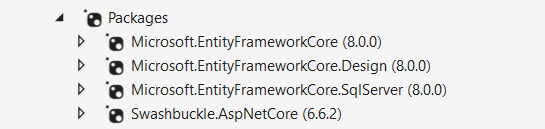 Packages
Microsoft.EntityFrameworkCore (8.0.0)
Microsoft.EntityFrameworkCore.Design (8.0.0)
Microsoft.EntityFrameworkCore.SqlServer (8.0.0)
Swashbuckle.AspNetCore (6.6.2)